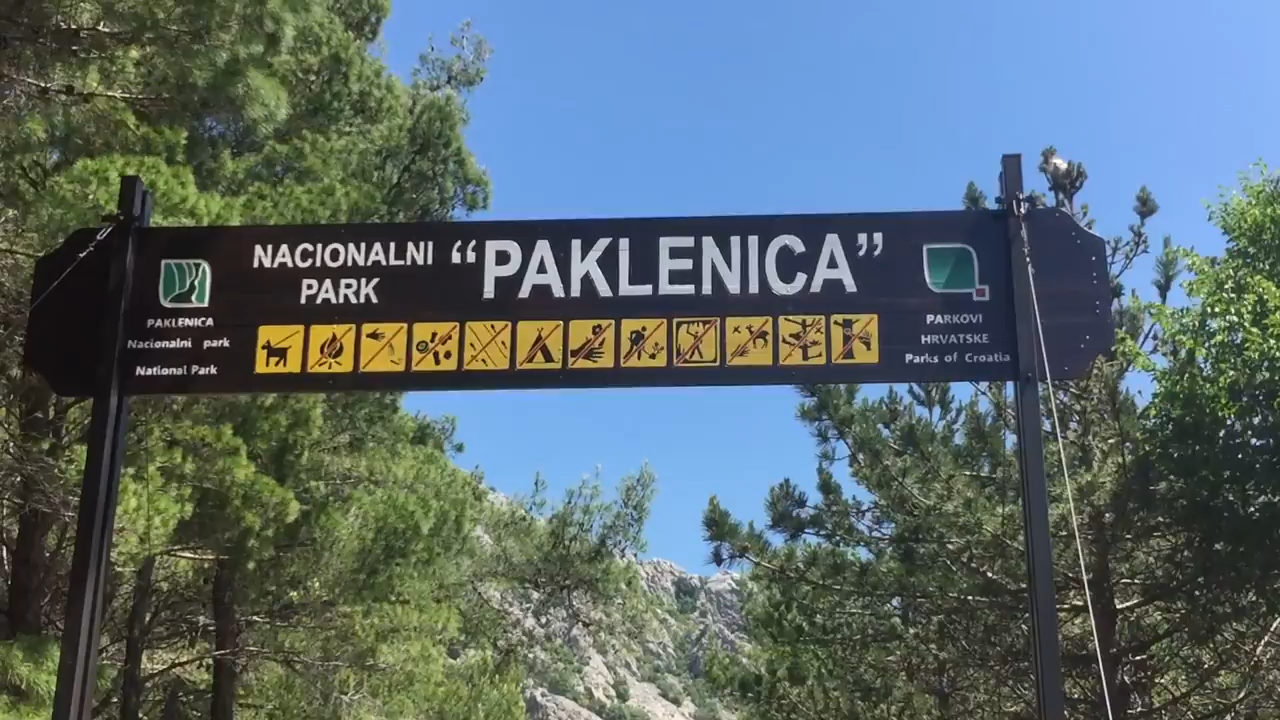 NACIONALNI
PARK
“PAKLENICA”
PAKLENICA
Nacionalni park
National Park
PARKOVI
HRVATSKE
Parks of Croatia